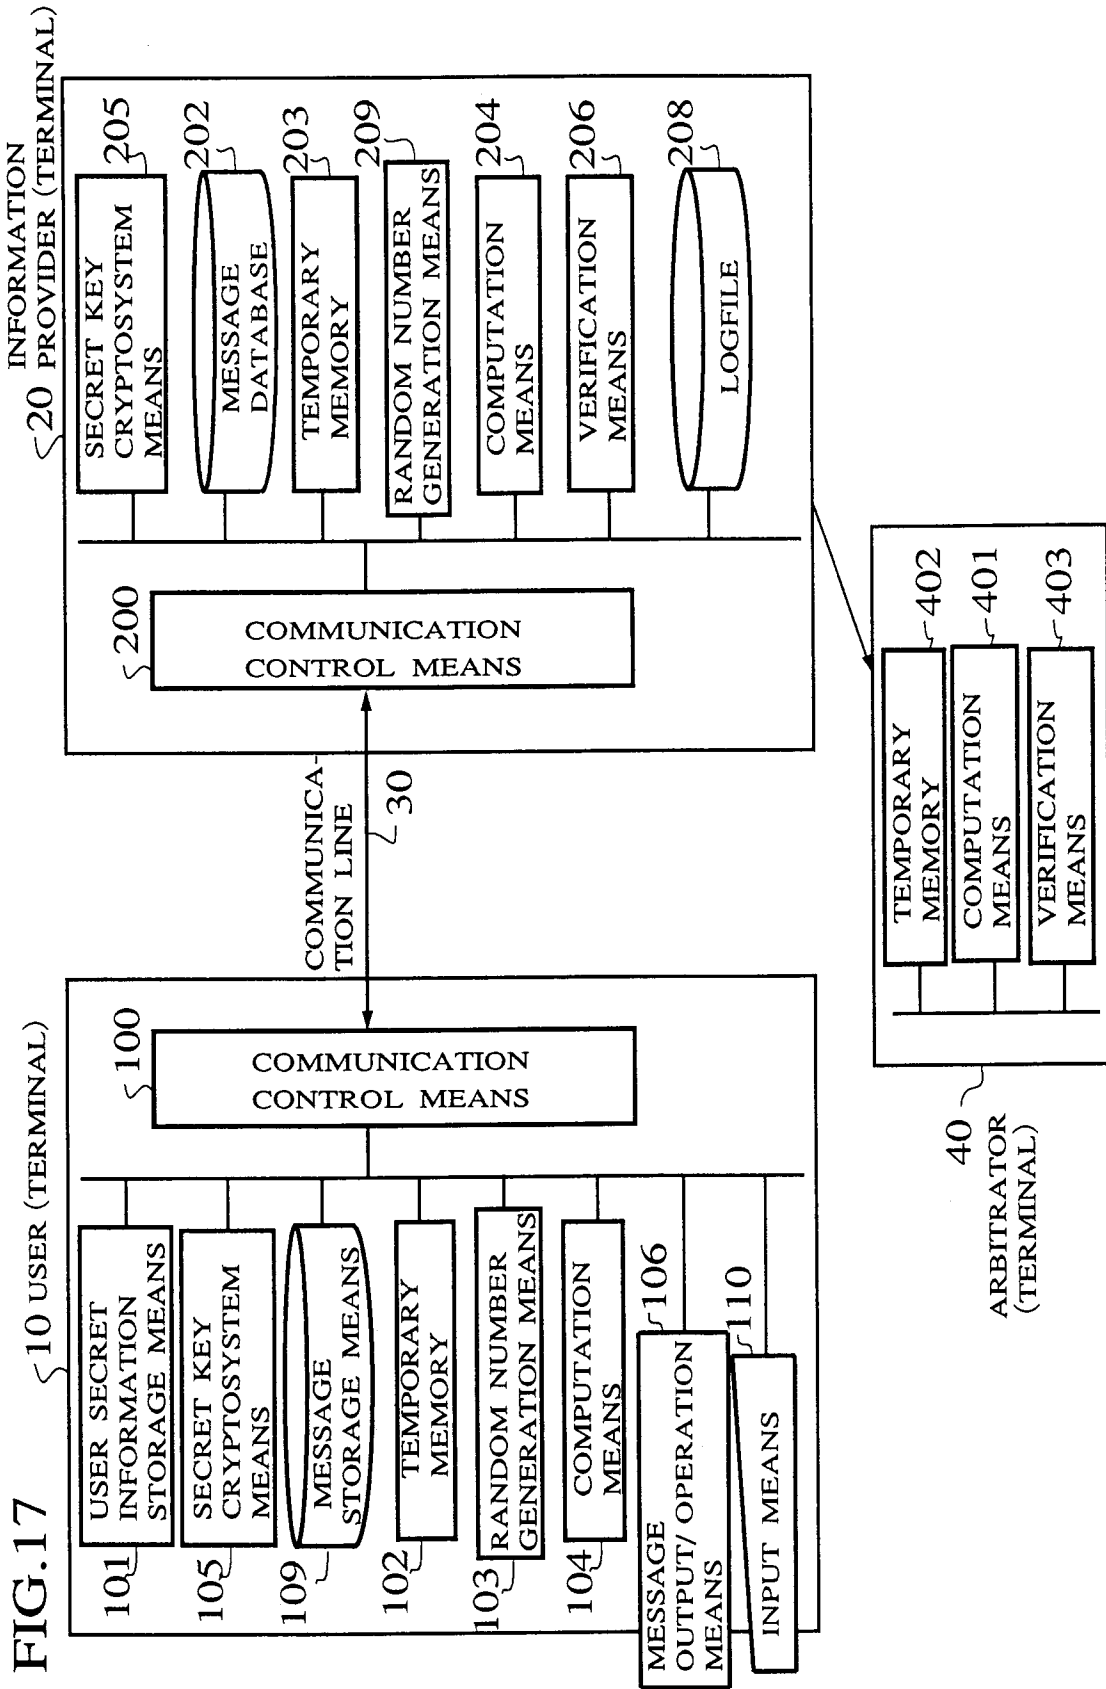 FIG.17
10 USER (TERMINAL)
USER SECRET
INFORMATION
STORAGE MEANS
101
SECRET KEY
CRYPTOSYSTEM
MEANS
105
MESSAGE
STORAGE MEANS
109
TEMPORARY
MEMORY
102
RANDOM NUMBER
GENERATION MEANS
103
COMPUTATION
MEANS
104
MESSAGE
OUTPUT/OPERATION
MEANS
106
INPUT MEANS
110
100
COMMUNICATION
CONTROL MEANS
COMMUNICA-
TION LINE
30
INFORMATION
20 PROVIDER (TERMINAL)
200
COMMUNICATION
CONTROL MEANS
SECRET KEY
CRYPTOSYSTEM
MEANS
205
MESSAGE
DATABASE
202
TEMPORARY
MEMORY
203
RANDOM NUMBER
GENERATION MEANS
209
COMPUTATION
MEANS
204
VERIFICATION
MEANS
206
LOGFILE
208
40
ARBITRATOR
(TERMINAL)
TEMPORARY
MEMORY
402
COMPUTATION
MEANS
401
VERIFICATION
MEANS
403